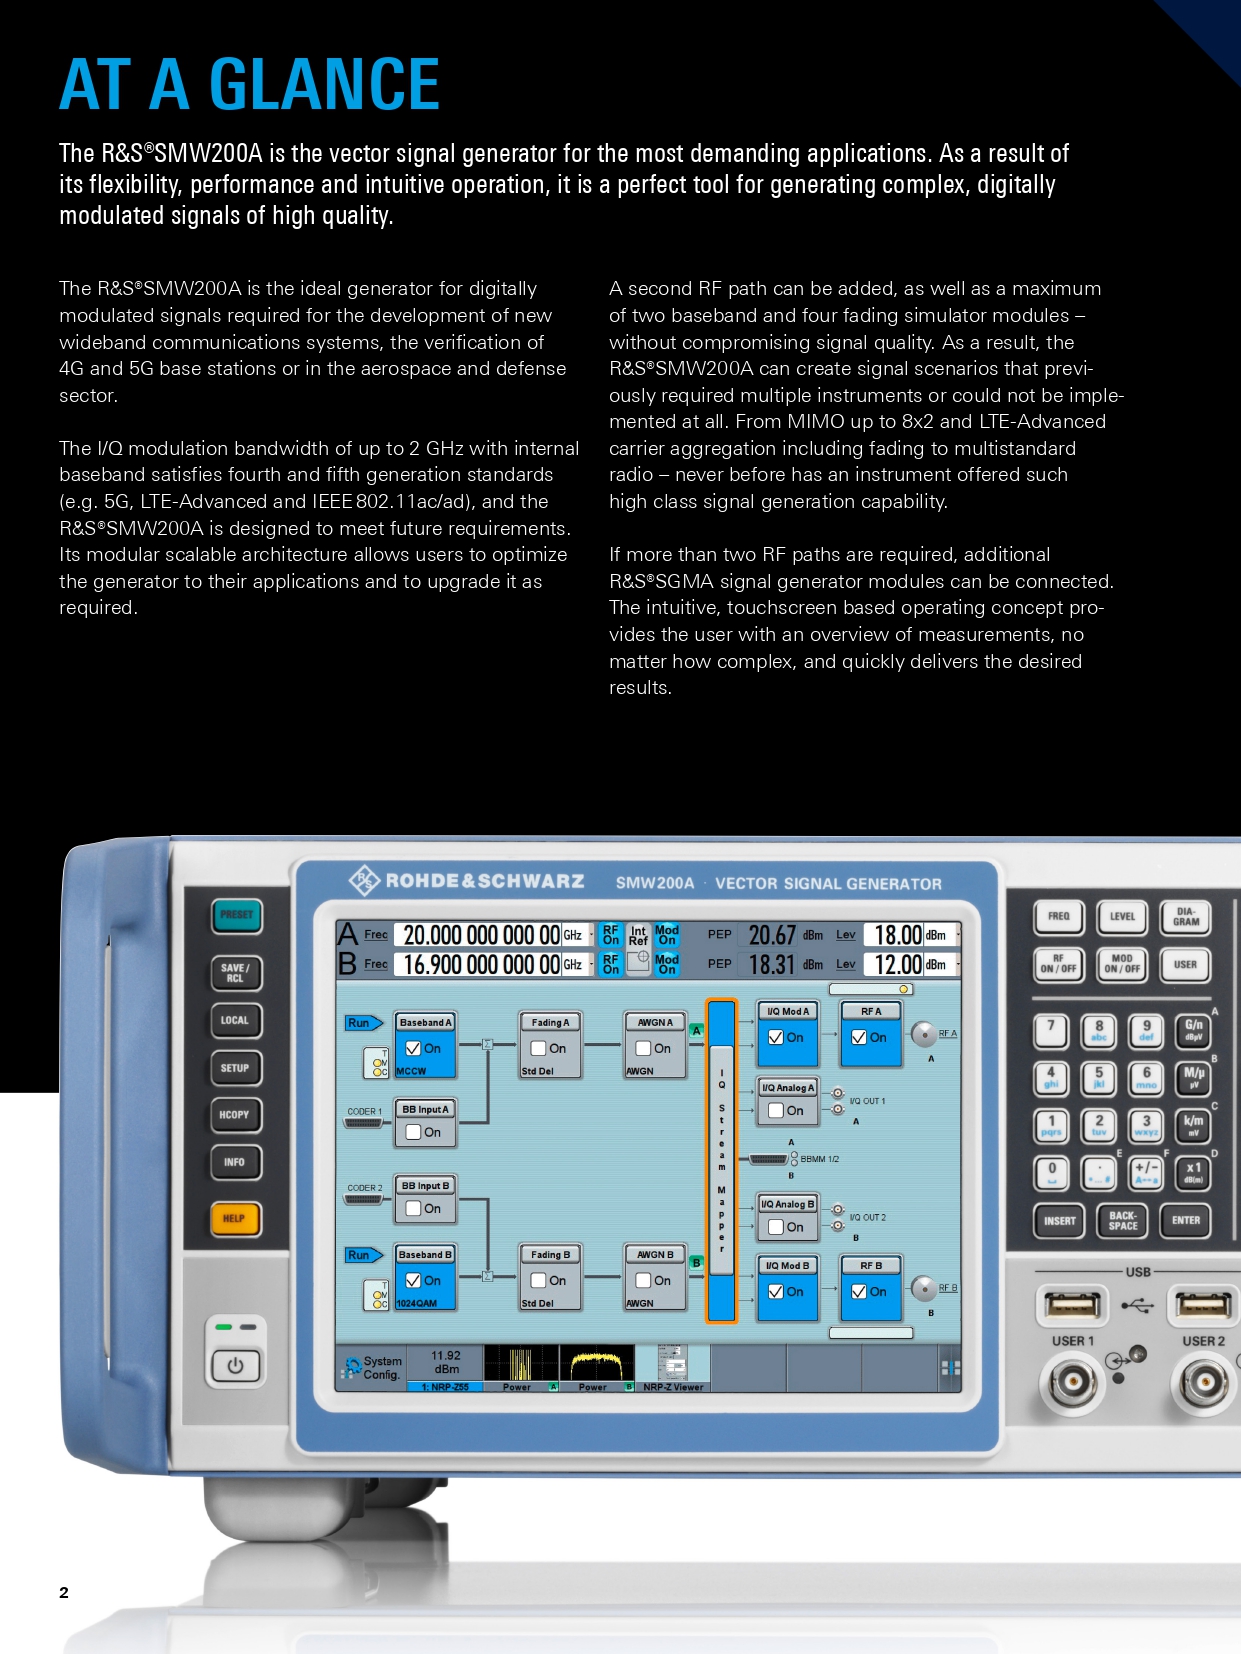 AT A GLANCE
The R&S®SMW200A is the vector signal generator for the most demanding applications. As a result of
its flexibility, performance and intuitive operation, it is a perfect tool for generating complex, digitally
modulated signals of high quality.
The R&S®SMW200A is the ideal generator for digitally
modulated signals required for the development of new
wideband communications systems, the verification of
4G and 5G base stations or in the aerospace and defense
sector.
The I/Q modulation bandwidth of up to 2 GHz with internal
baseband satisfies fourth and fifth generation standards
(e.g. 5G, LTE-Advanced and IEEE 802.11ac/ad), and the
R&S®SMW200A is designed to meet future requirements.
Its modular scalable architecture allows users to optimize
the generator to their applications and to upgrade it as
required.
A second RF path can be added, as well as a maximum
of two baseband and four fading simulator modules –
without compromising signal quality. As a result, the
R&S®SMW200A can create signal scenarios that previ-
ously required multiple instruments or could not be imple-
mented at all. From MIMO up to 8x2 and LTE-Advanced
carrier aggregation including fading to multistandard
radio – never before has an instrument offered such
high class signal generation capability.
If more than two RF paths are required, additional
R&S®SGMA signal generator modules can be connected.
The intuitive, touchscreen based operating concept pro-
vides the user with an overview of measurements, no
matter how complex, and quickly delivers the desired
results.
R&S ROHDE&SCHWARZ SMW200A · VECTOR SIGNAL GENERATOR
PRESET
SAVE / RCL
LOCAL
SETUP
HCOPY
INFO
HELP
A Freq 20.000 000 000 00 GHz RF On Int Ref Mod On PEP 20.67 dBm Lev 18.00 dBm
B Freq 16.900 000 000 00 GHz RF On Mod On PEP 18.31 dBm Lev 12.00 dBm
Run Baseband A Fading A AWGN A A I/Q Mod A RF A
On On On On On RF A
T M C MCCW Std Del AWGN A
CODER 1 BB Input A I/Q Analog A
On On I/Q OUT 1
A
I Q Stream Mapper
A
BBMM 1/2
B
CODER 2 BB Input B I/Q Analog B
On On I/Q OUT 2
B
Run Baseband B Fading B AWGN B B I/Q Mod B RF B
On On On On On RF B
T M C 1024QAM Std Del AWGN B
System Config. 11.92 dBm
1: NRP-Z55 Power A Power B NRP-Z Viewer
FREQ LEVEL DIA- GRAM
RF ON / OFF MOD ON / OFF USER
7 8 abc 9 def G/n dBµV A
4 ghi 5 jkl 6 mno M/µ µV B
1 pqrs 2 tuv 3 wxyz k/m mV C
0 . * ... # E +/- A↔a F x1 dB(m) D
INSERT BACK- SPACE ENTER
USB
USER 1 USER 2
2